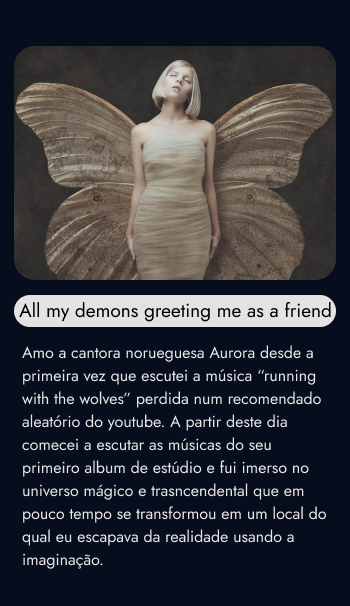 All my demons greeting me as a friend
Amo a cantora norueguesa Aurora desde a
primeira vez que escutei a música “running
with the wolves” perdida num recomendado
aleatório do youtube. A partir deste dia
comecei a escutar as músicas do seu
primeiro album de estúdio e fui imerso no
universo mágico e trasncendental que em
pouco tempo se transformou em um local do
qual eu escapava da realidade usando a
imaginação.